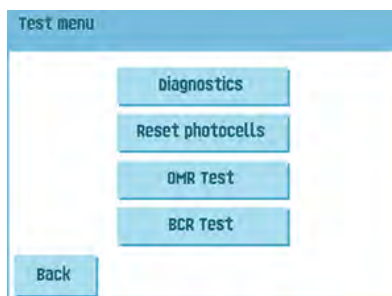 Test menu
Diagnostics
Reset photocells
OMR Test
BCR Test
Back